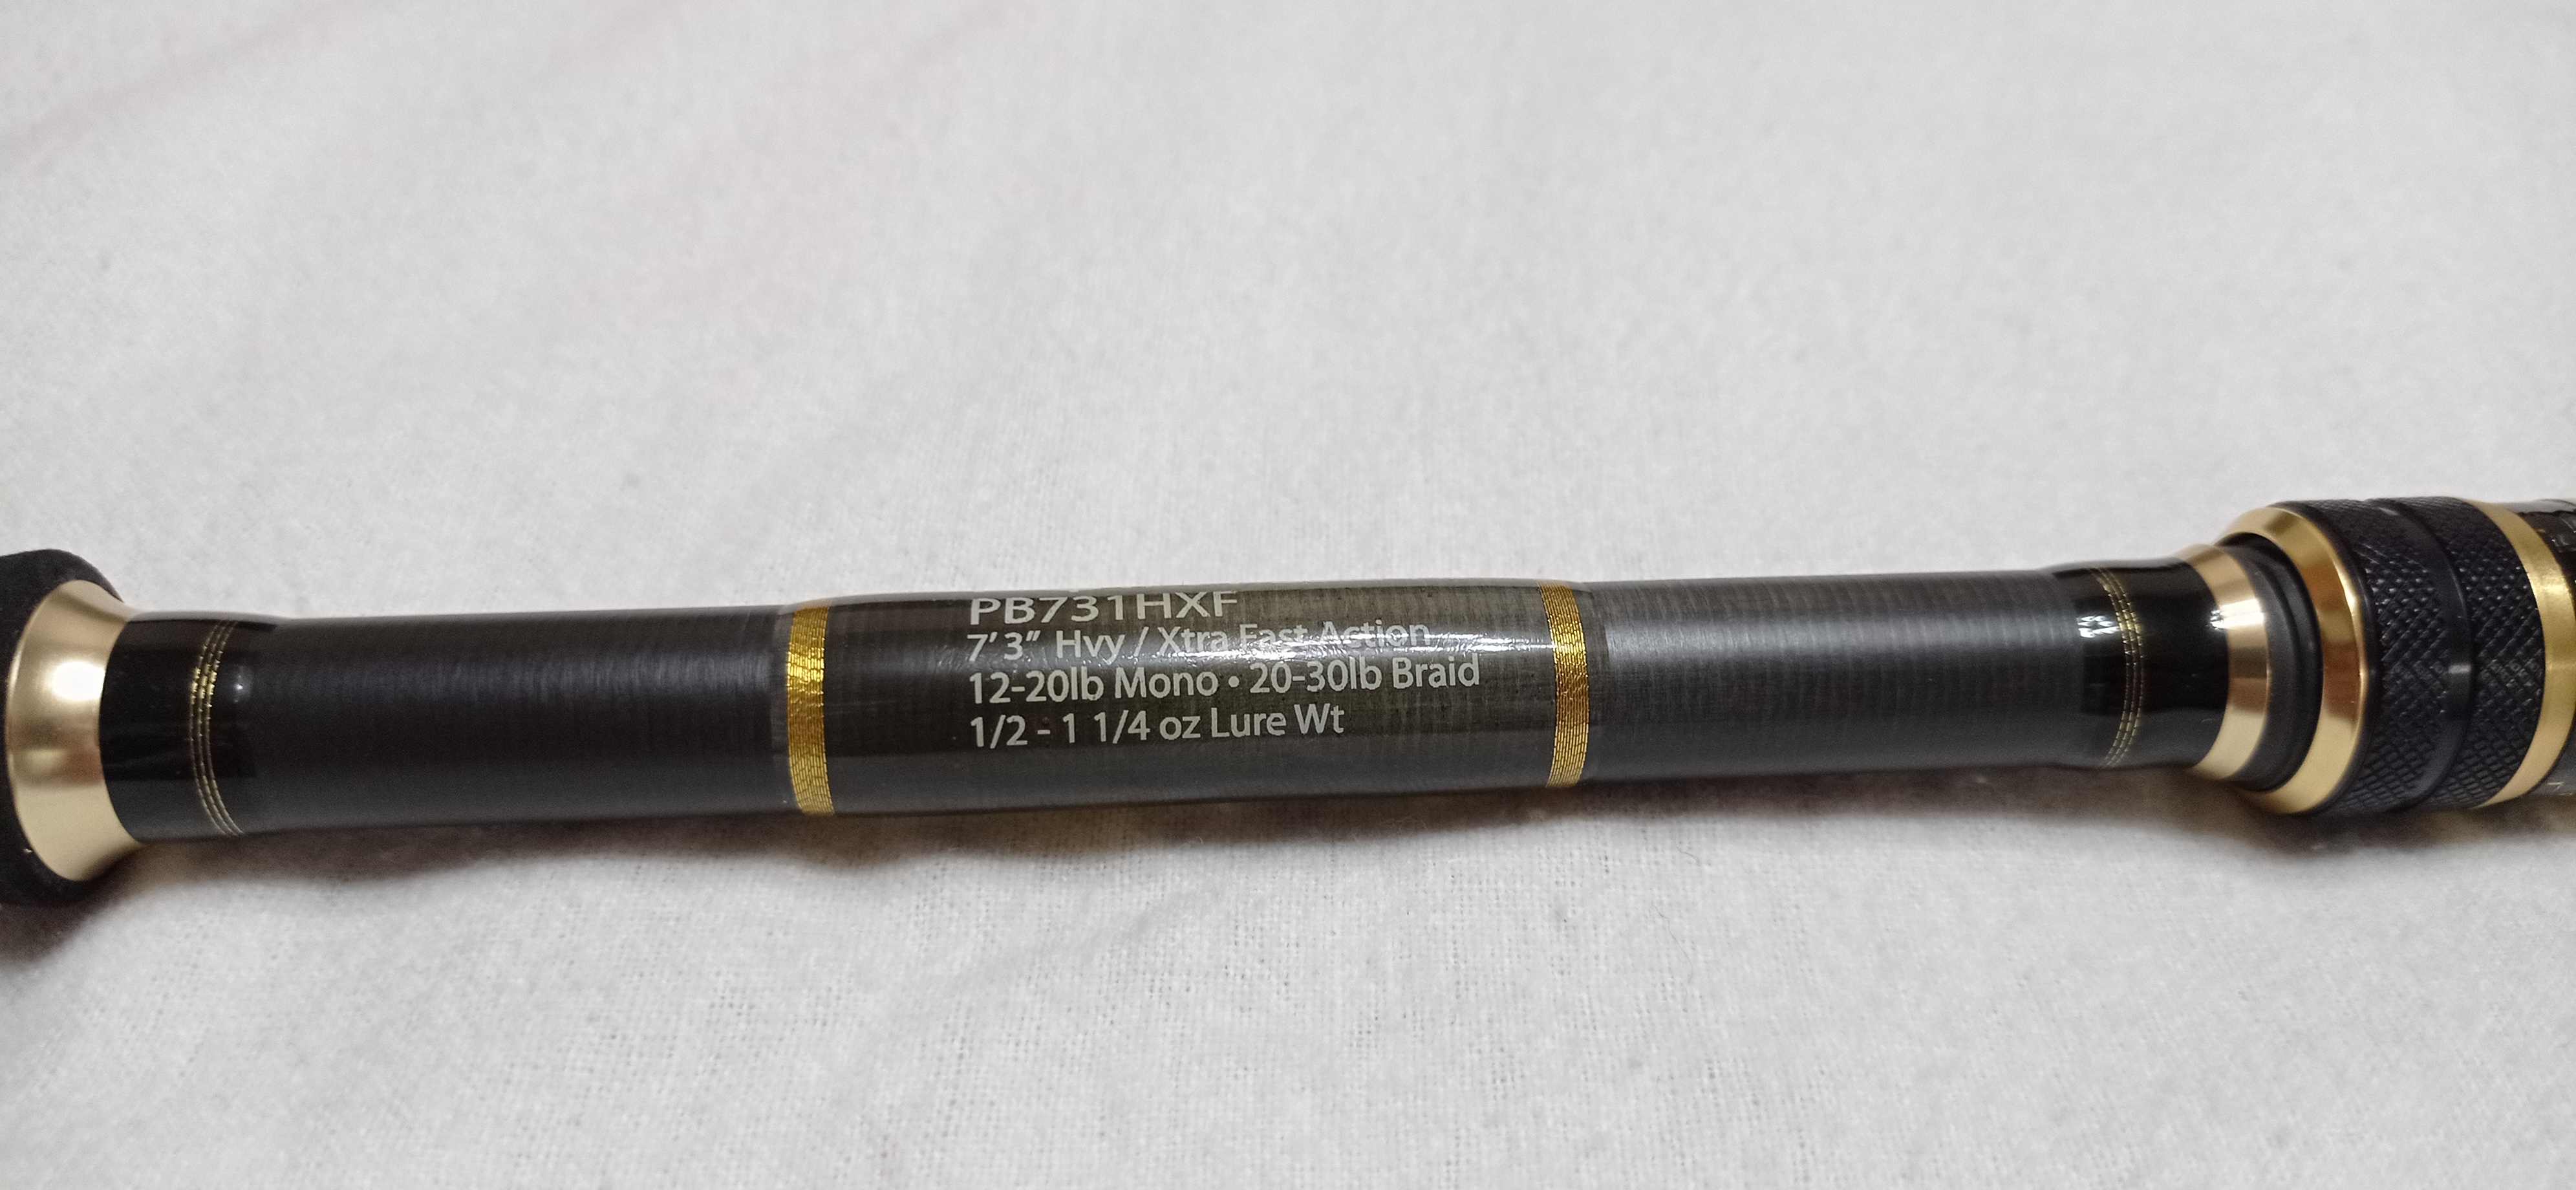 PB731HXF
7'3" Hvy / Xtra Fast Action
12-20lb Mono • 20-30lb Braid
1/2 - 1 1/4 oz Lure Wt